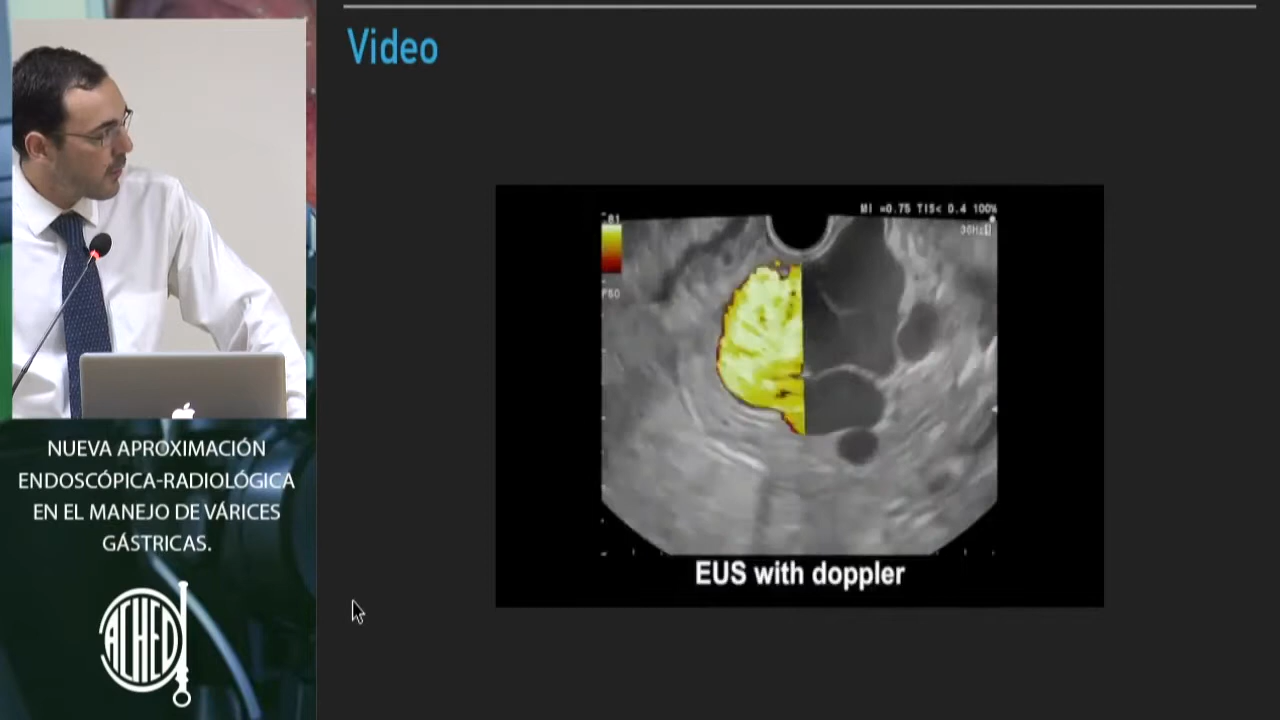 Video
MI =0.75 TIS< 0.4 100%
EUS with doppler
NUEVA APROXIMACIÓN
ENDOSCÓPICA-RADIOLÓGICA
EN EL MANEJO DE VÁRICES
GÁSTRICAS.
ACHED